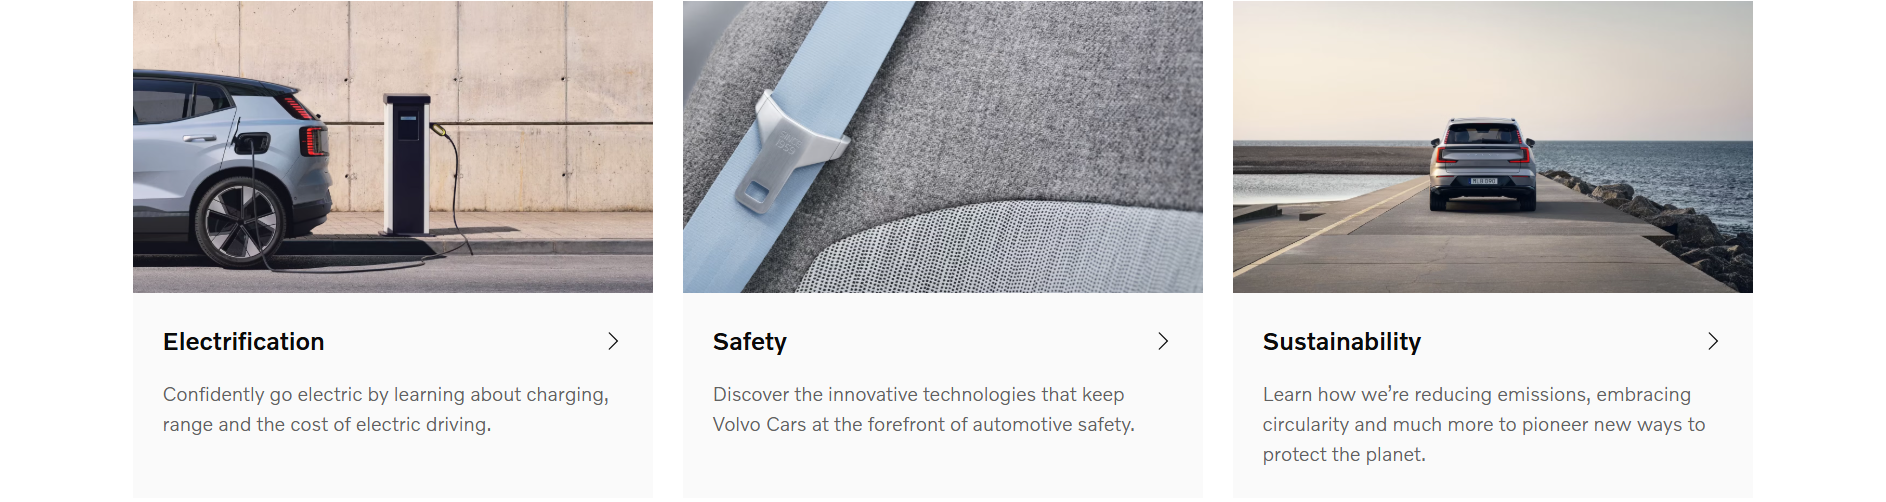 Electrification
Confidently go electric by learning about charging,
range and the cost of electric driving.
Safety
Discover the innovative technologies that keep
Volvo Cars at the forefront of automotive safety.
Sustainability
Learn how we’re reducing emissions, embracing
circularity and much more to pioneer new ways to
protect the planet.